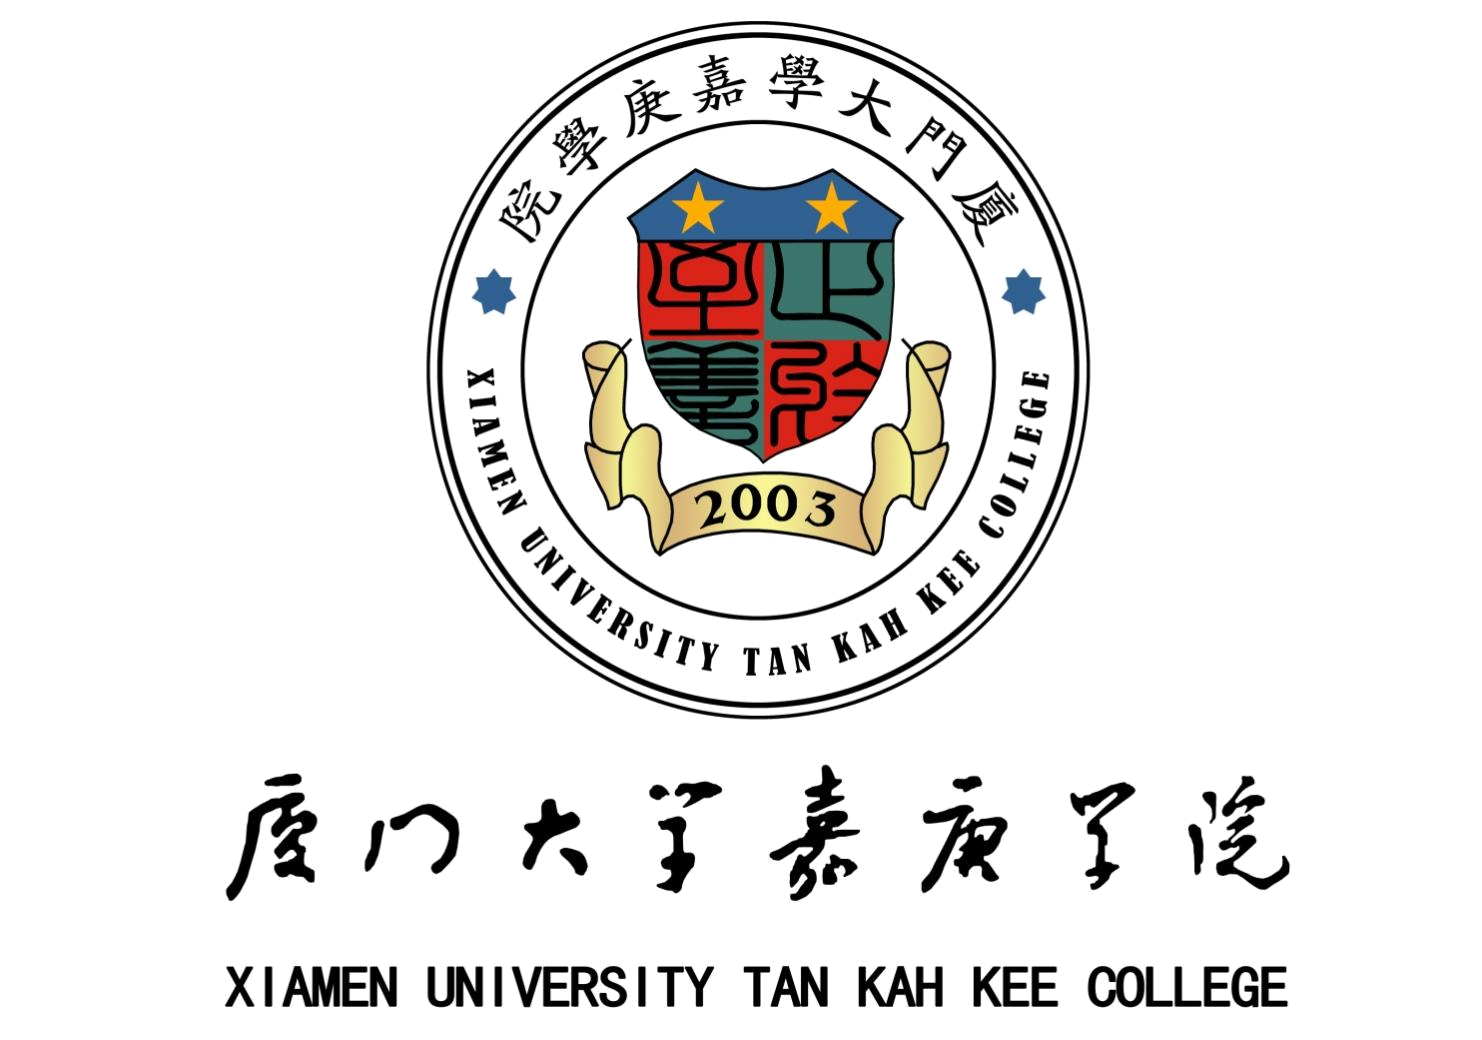 廈門大學嘉庚學院
止於
至善
2003
XIAMEN UNIVERSITY TAN KAH KEE COLLEGE
厦门大学嘉庚学院
XIAMEN UNIVERSITY TAN KAH KEE COLLEGE